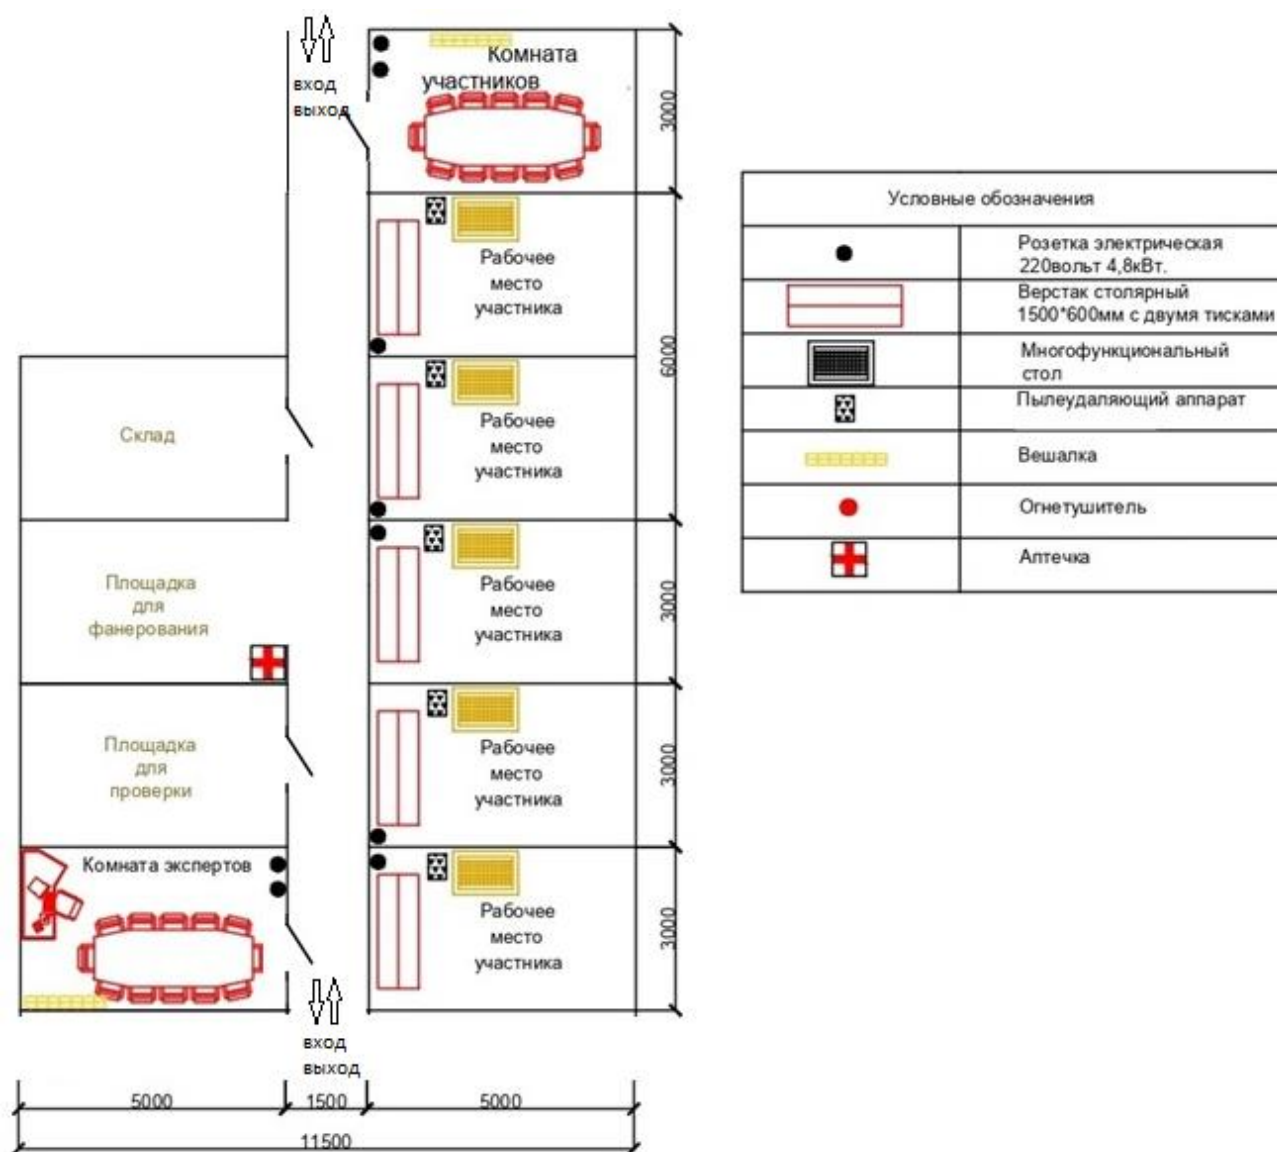 вход
выход
Комната
участников
3000
Рабочее
место
участника
6000
Склад
Рабочее
место
участника
Площадка
для
фанерования
Рабочее
место
участника
3000
Площадка
для
проверки
Рабочее
место
участника
3000
Комната экспертов
Рабочее
место
участника
3000
вход
выход
5000
1500
5000
11500
Условные обозначения
Розетка электрическая
220вольт 4,8кВт.
Верстак столярный
1500*600мм с двумя тисками
Многофункциональный
стол
Пылеудаляющий аппарат
Вешалка
Огнетушитель
Аптечка